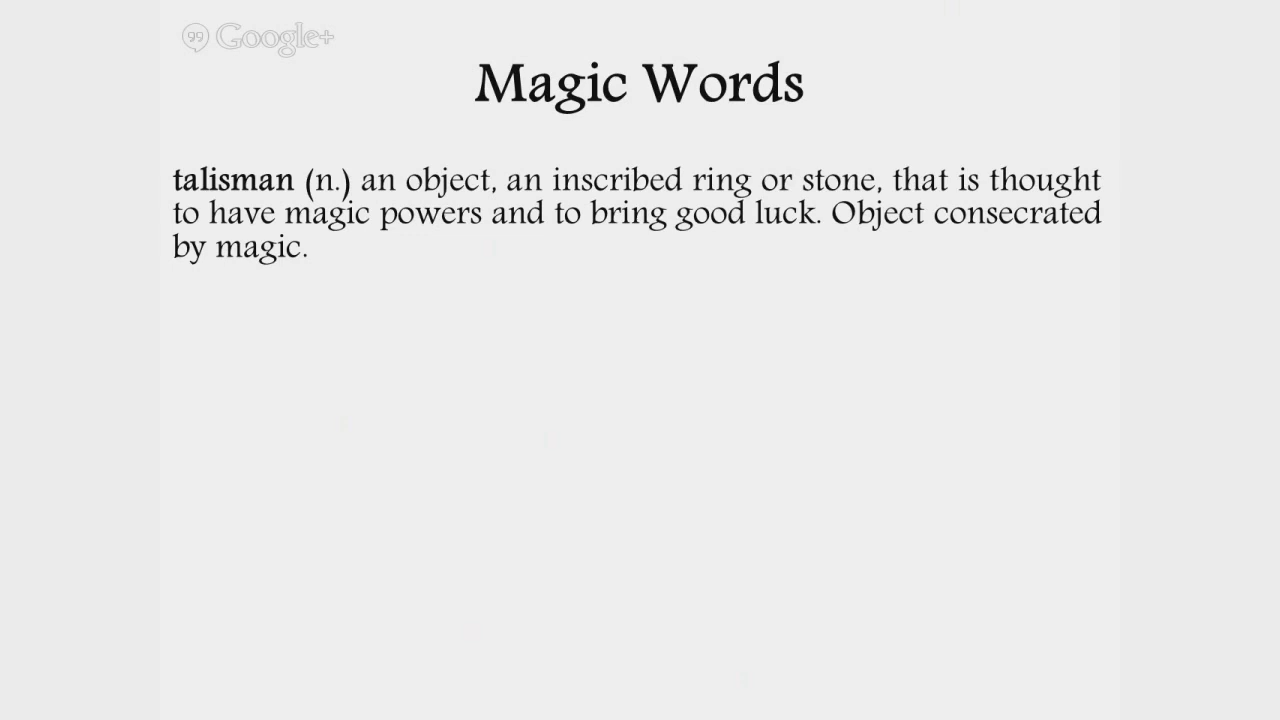 99 Google+
Magic Words
talisman (n.) an object, an inscribed ring or stone, that is thought
to have magic powers and to bring good luck. Object consecrated
by magic.